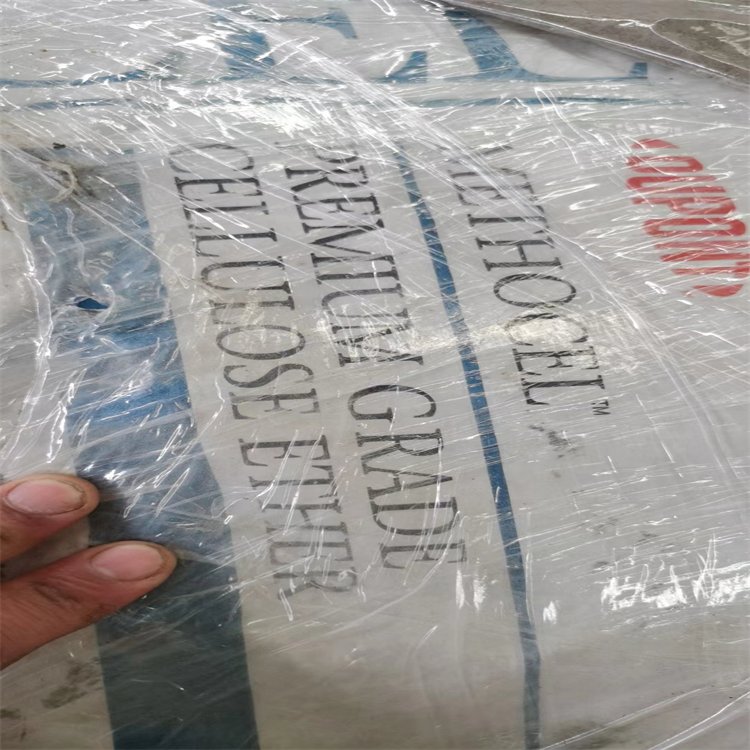 DUPONT
METHOCEL™
PREMIUM GRADE
CELLULOSE ETHER